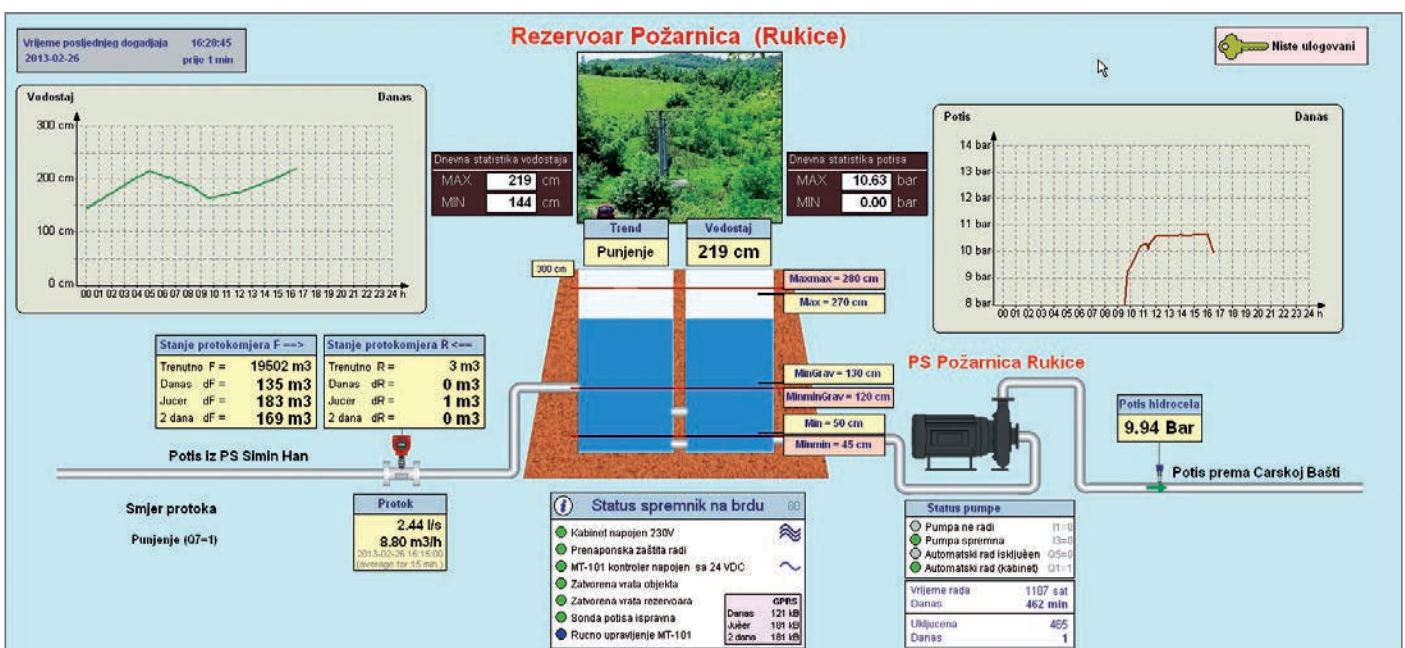 Rezervoar Požarnica (Rukice)
Vrijeme posljednjeg dogadjaja 16:28:45
2013-02-26 prije 1 min
Niste ulogovani
Vodostaj Danas
300 cm
200 cm
100 cm
0 cm
00 01 02 03 04 05 06 07 08 09 10 11 12 13 14 15 16 17 18 19 20 21 22 23 24 h
Dnevna statistika vodostaja
MAX 219 cm
MIN 144 cm
Dnevna statistika potisa
MAX 10.63 bar
MIN 0.00 bar
Potis Danas
14 bar
13 bar
12 bar
11 bar
10 bar
9 bar
8 bar
00 01 02 03 04 05 06 07 08 09 10 11 12 13 14 15 16 17 18 19 20 21 22 23 24 h
Trend
Punjenje
Vodostaj
219 cm
300 cm
Maxmax = 280 cm
Max = 270 cm
MinGrav = 130 cm
MinminGrav = 120 cm
Min = 50 cm
Minmin = 45 cm
Stanje protokomjera F ==>
Trenutno F = 19502 m3
Danas dF = 135 m3
Jucer dF = 183 m3
2 dana dF = 169 m3
Stanje protokomjera R <==
Trenutno R = 3 m3
Danas dR = 0 m3
Jucer dR = 1 m3
2 dana dR = 0 m3
PS Požarnica Rukice
Potis hidrocela
9.94 Bar
Potis iz PS Simin Han
Potis prema Carskoj Bašti
Smjer protoka
Punjenje (Q7=1)
Protok
2.44 l/s
8.80 m3/h
2013-02-26 16:15:00
(average for 15 min )
Status spremnik na brdu
Kabinet napojen 230V
Prenaponska zaštita radi
MT-101 kontroler napojen sa 24 VDC
Zatvorena vrata objekta
Zatvorena vrata rezervoara
Sonda potisa ispravna
Rucno upravljenje MT-101
GPRS
Danas 121 kB
Jučer 181 kB
2 dana 181 kB
Status pumpe
Pumpa ne radi I1=0
Pumpa spremna I3=0
Automatski rad isključen Q5=0
Automatski rad (kabinet) Q1=1
Vrijeme rada 1187 sat
Danas 462 min
Ukljucena 465
Danas 1